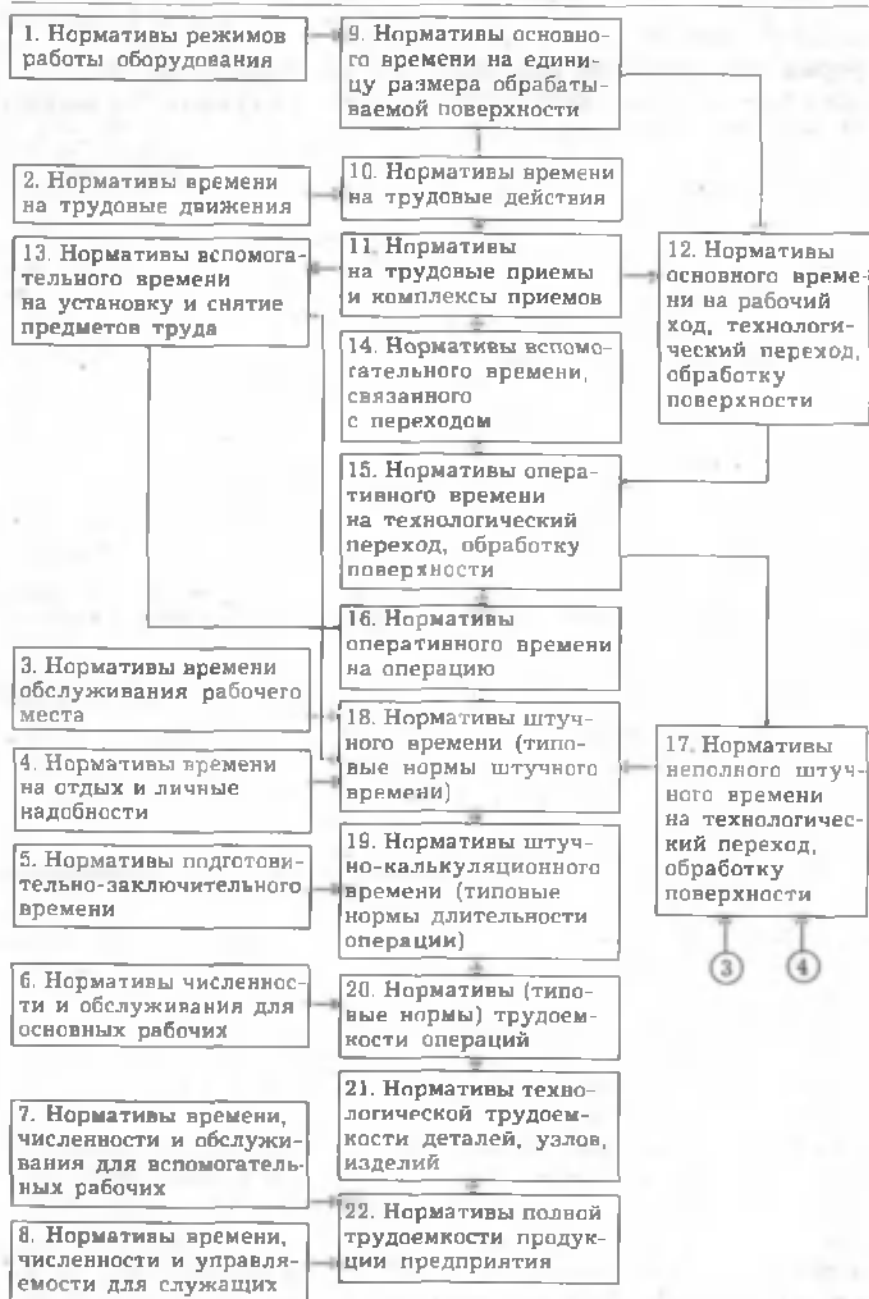 1. Нормативы режимов
работы оборудования
9. Нормативы основно-
го времени на едини-
цу размера обрабаты-
ваемой поверхности
2. Нормативы времени
на трудовые движения
10. Нормативы времени
на трудовые действия
13. Нормативы вспомога-
тельного времени
на установку и снятие
предметов труда
11. Нормативы
на трудовые приемы
и комплексы приемов
12. Нормативы
основного време-
ни на рабочий
ход, технологи-
ческий переход,
обработку
поверхности
14. Нормативы вспомо-
гательного времени,
связанного
с переходом
15. Нормативы опера-
тивного времени
на технологический
переход, обработку
поверхности
16. Нормативы
оперативного времени
на операцию
3. Нормативы времени
обслуживания рабочего
места
18. Нормативы штуч-
ного времени (типо-
вые нормы штучного
времени)
17. Нормативы
неполного штуч-
ного времени
на технологичес-
кий переход,
обработку
поверхности
4. Нормативы времени
на отдых и личные
надобности
19. Нормативы штуч-
но-калькуляционного
времени (типовые
нормы длительности
операции)
5. Нормативы подготови-
тельно-заключительного
времени
3 4
6. Нормативы численнос-
ти и обслуживания для
основных рабочих
20. Нормативы (типо-
вые нормы) трудоем-
кости операций
21. Нормативы техно-
логической трудоем-
кости деталей, узлов,
изделий
7. Нормативы времени,
численности и обслужи-
вания для вспомогатель-
ных рабочих
22. Нормативы полной
трудоемкости продук-
ции предприятия
8. Нормативы времени,
численности и управля-
емости для служащих